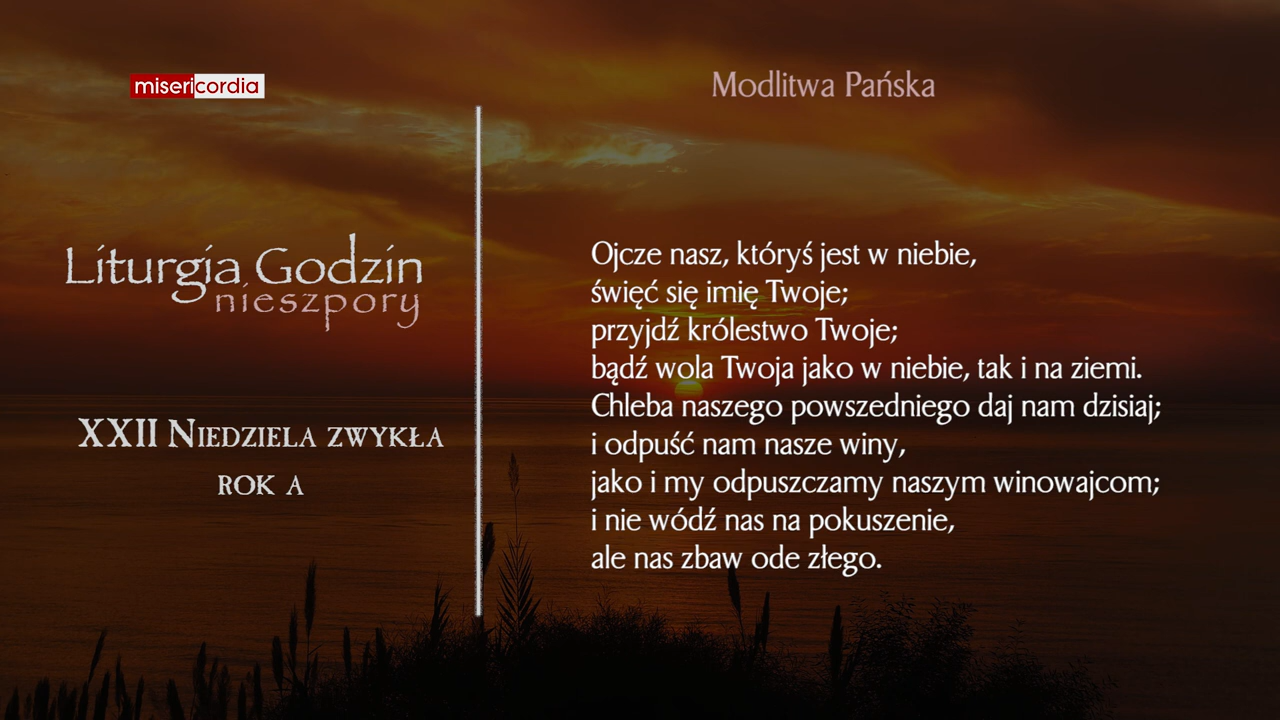 misericordia
Liturgia Godzin
nieszpory
XXII Niedziela zwykła
rok A
Modlitwa Pańska
Ojcze nasz, któryś jest w niebie,
święć się imię Twoje;
przyjdź królestwo Twoje;
bądź wola Twoja jako w niebie, tak i na ziemi.
Chleba naszego powszedniego daj nam dzisiaj;
i odpuść nam nasze winy,
jako i my odpuszczamy naszym winowajcom;
i nie wódź nas na pokuszenie,
ale nas zbaw ode złego.